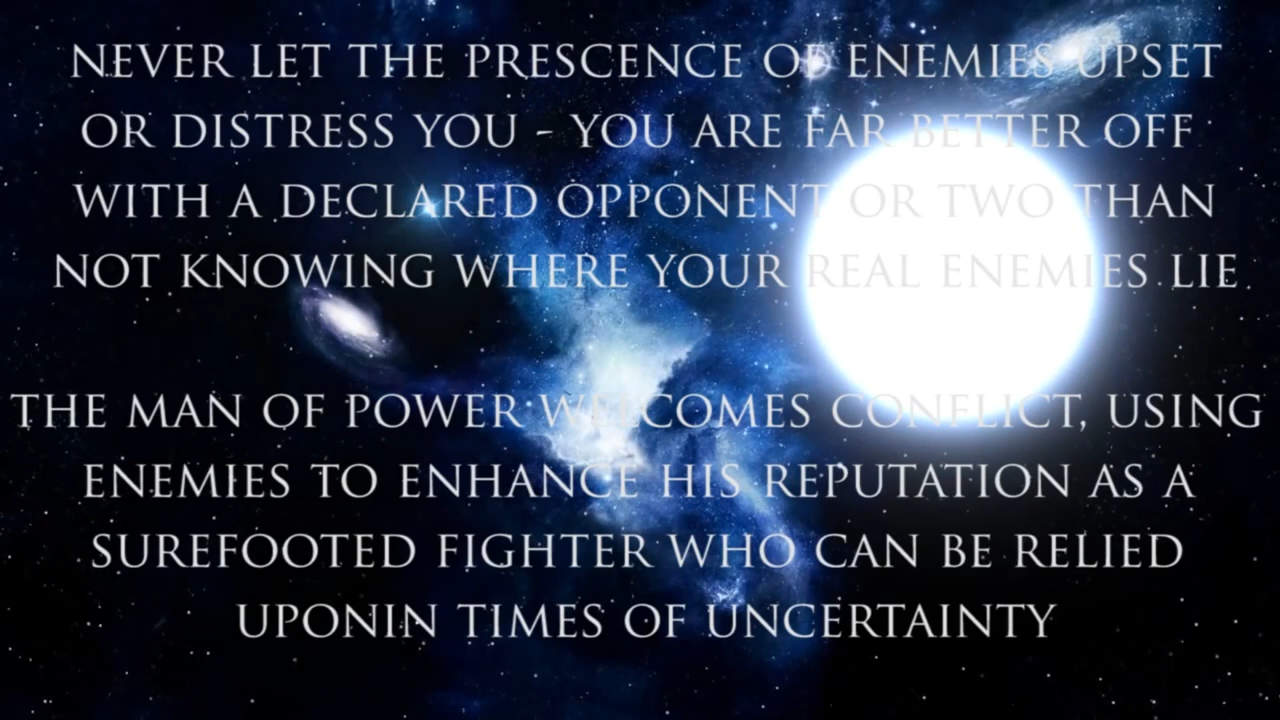 NEVER LET THE PRESCENCE OF ENEMIES UPSET
OR DISTRESS YOU - YOU ARE FAR BETTER OFF
WITH A DECLARED OPPONENT OR TWO THAN
NOT KNOWING WHERE YOUR REAL ENEMIES LIE
THE MAN OF POWER WELCOMES CONFLICT, USING
ENEMIES TO ENHANCE HIS REPUTATION AS A
SUREFOOTED FIGHTER WHO CAN BE RELIED
UPONIN TIMES OF UNCERTAINTY